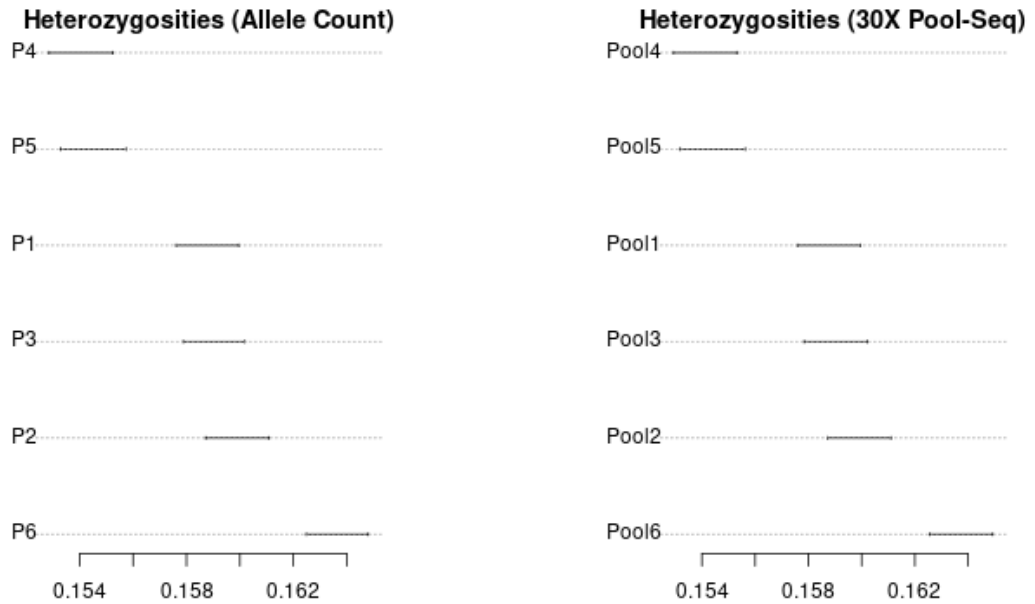 Heterozygosities (Allele Count)
P4
P5
P1
P3
P2
P6
0.154 0.158 0.162
Heterozygosities (30X Pool-Seq)
Pool4
Pool5
Pool1
Pool3
Pool2
Pool6
0.154 0.158 0.162